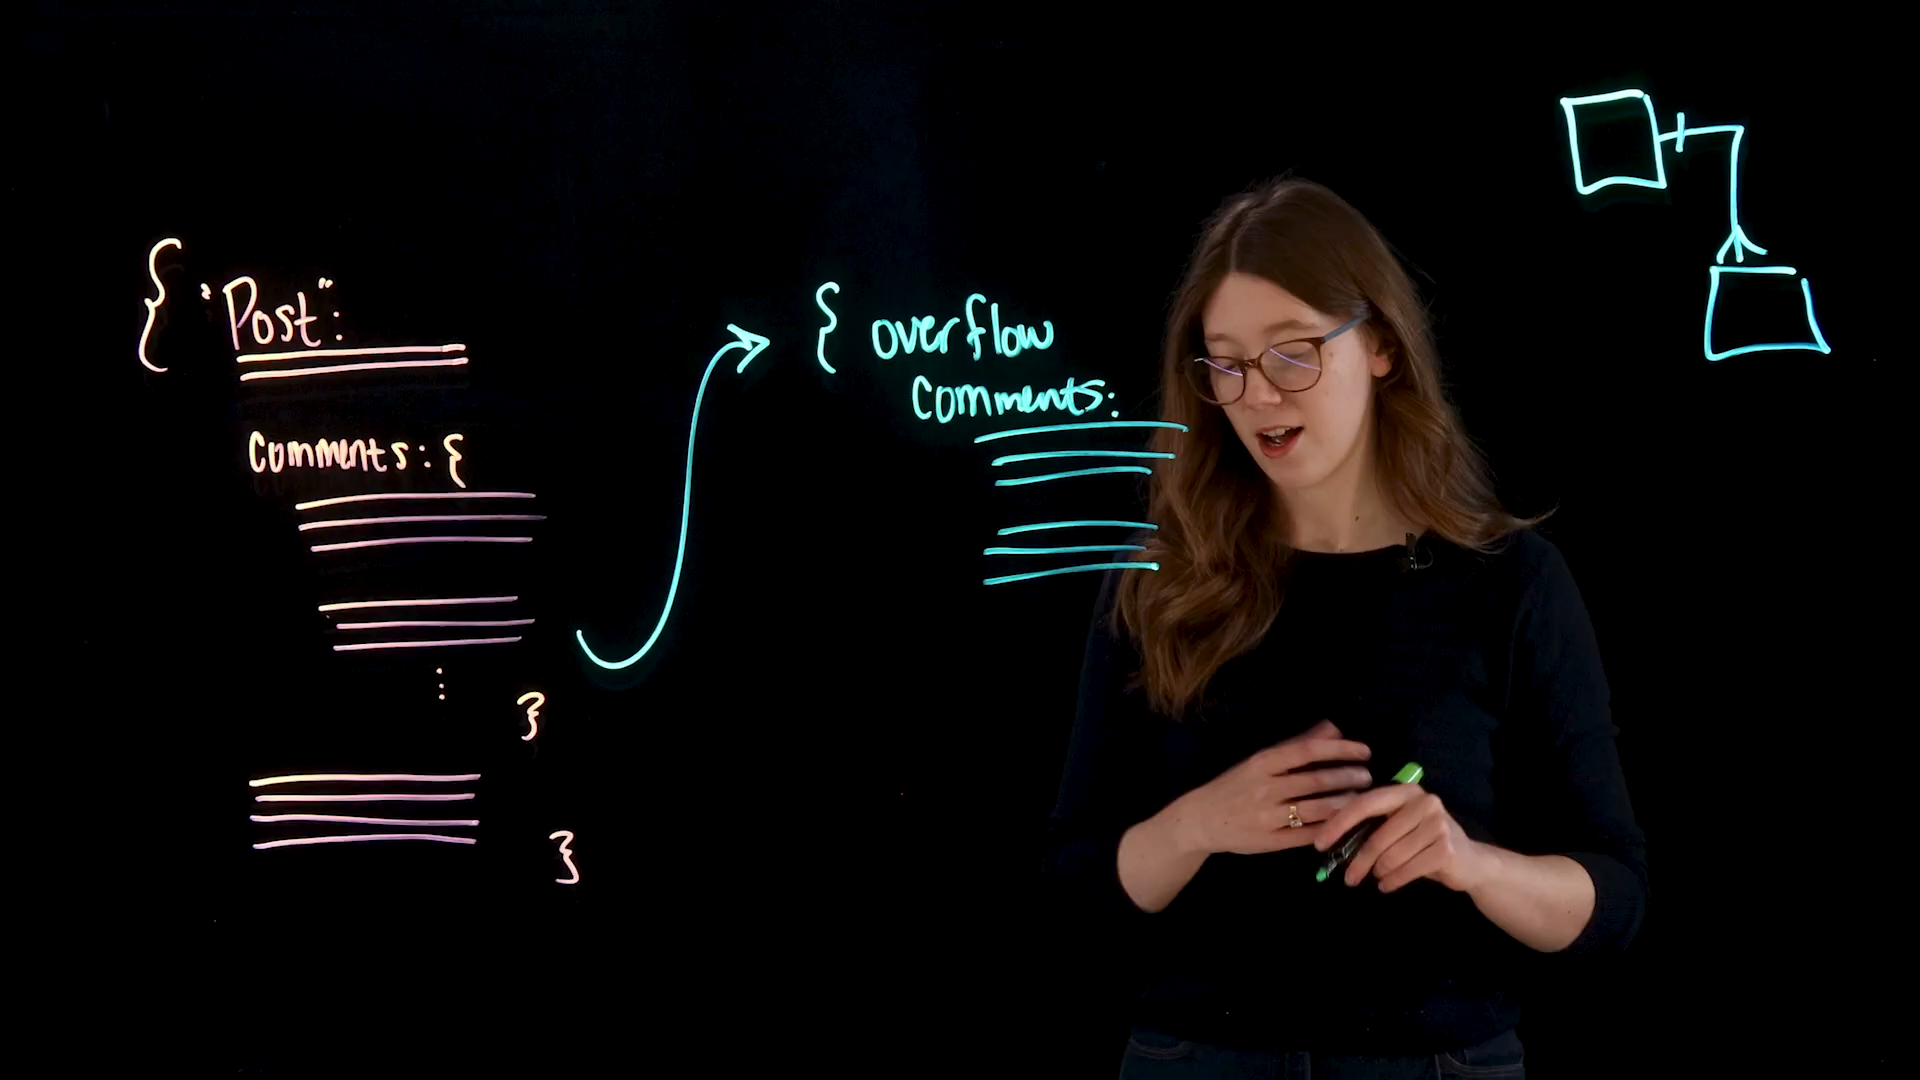 { "Post":
Comments: {
}
}
{ overflow
Comments: